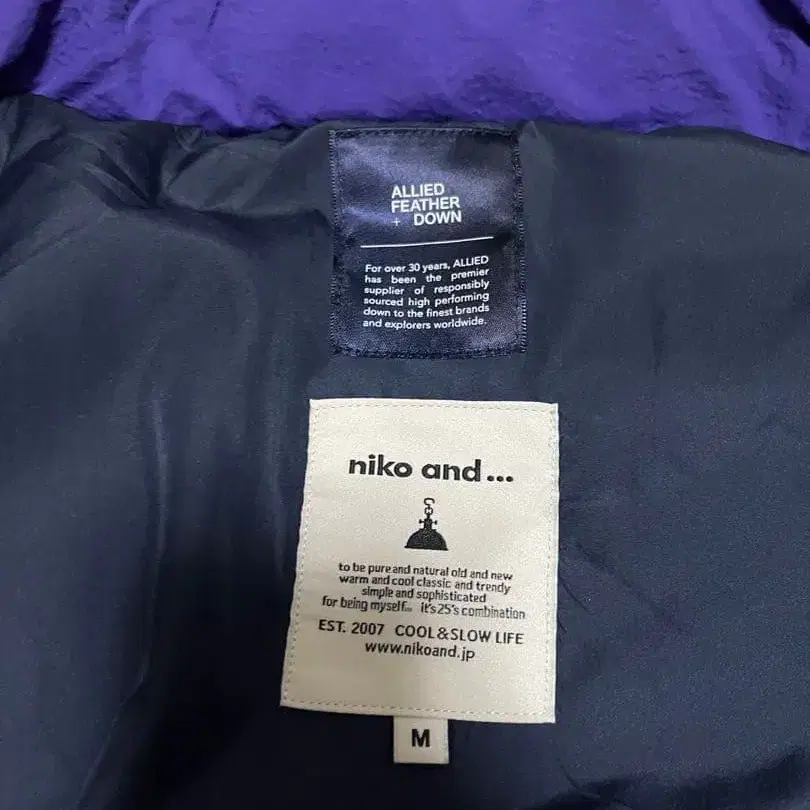 ALLIED
FEATHER
+ DOWN
For over 30 years, ALLIED
has been the premier
supplier of responsibly
sourced high performing
down to the finest brands
and explorers worldwide.
niko and...
to be pure and natural old and new
warm and cool classic and trendy
simple and sophisticated
for being myself... it's 25's combination
EST. 2007 COOL&SLOW LIFE
www.nikoand.jp
M